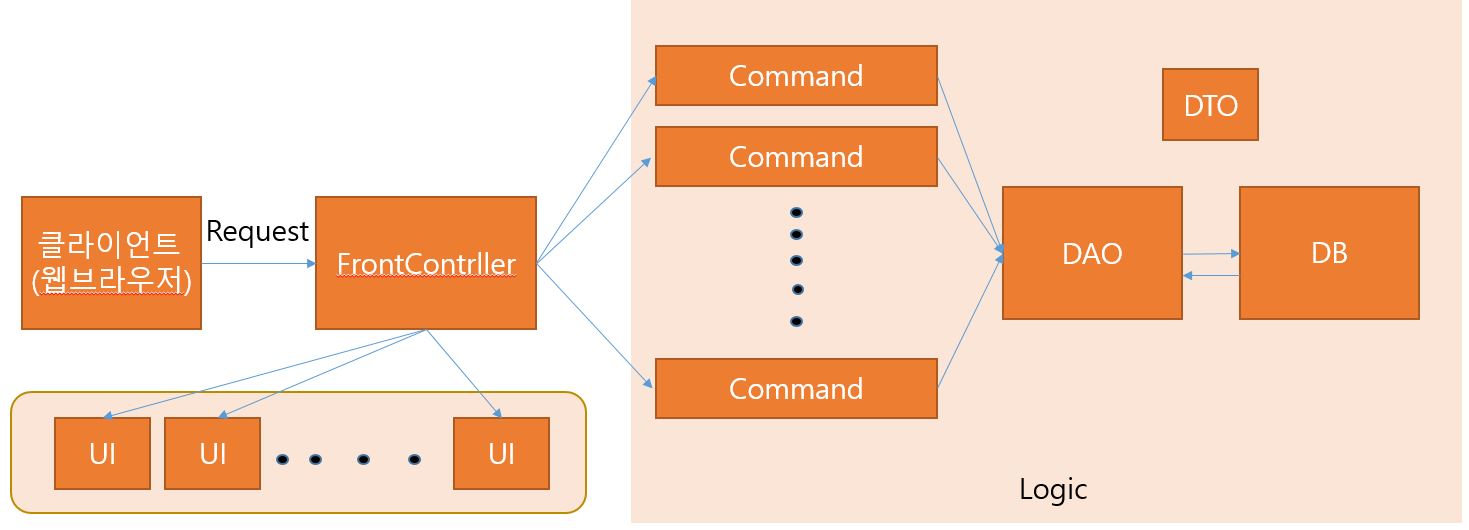 Command
DTO
Command
클라이언트
(웹브라우저)
Request
FrontContrller
DAO
DB
Command
UI
UI
UI
Logic